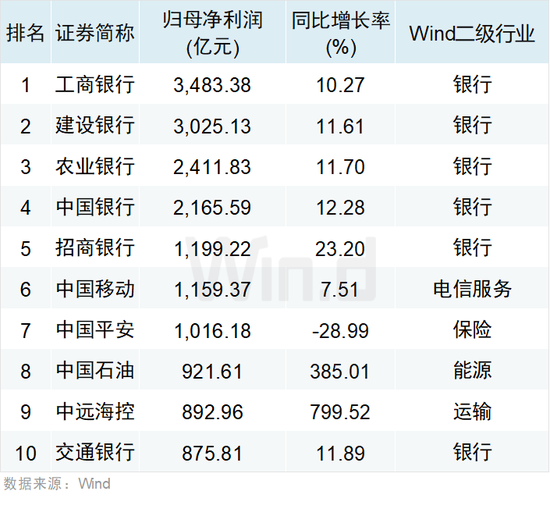 排名 证券简称 归母净利润 (亿元) 同比增长率 (%) Wind二级行业
1 工商银行 3,483.38 10.27 银行
2 建设银行 3,025.13 11.61 银行
3 农业银行 2,411.83 11.70 银行
4 中国银行 2,165.59 12.28 银行
5 招商银行 1,199.22 23.20 银行
6 中国移动 1,159.37 7.51 电信服务
7 中国平安 1,016.18 -28.99 保险
8 中国石油 921.61 385.01 能源
9 中远海控 892.96 799.52 运输
10 交通银行 875.81 11.89 银行
Win.d
数据来源：Wind